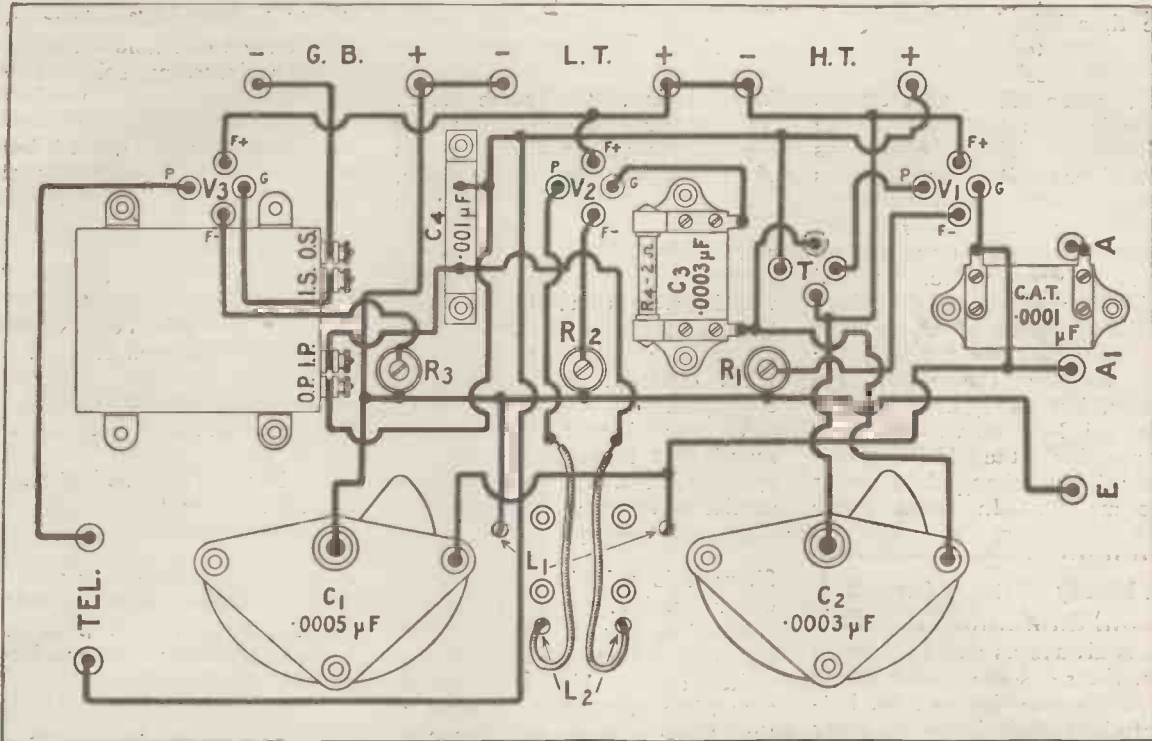 - G. B. + - L. T. + - H. T. +
F+
P V3 G
F-
C4
.001µF
F+
P V2 G
F-
F+
P V1 G
I.S. O.S.
O.P. I.P.
R4-2Ω
C3
.0003µF
T
A
C.A.T.
.0001
µF
A1
R3
R2
R1
E
TEL.
C1
.0005 µF
L1
L2
C2
.0003 µF